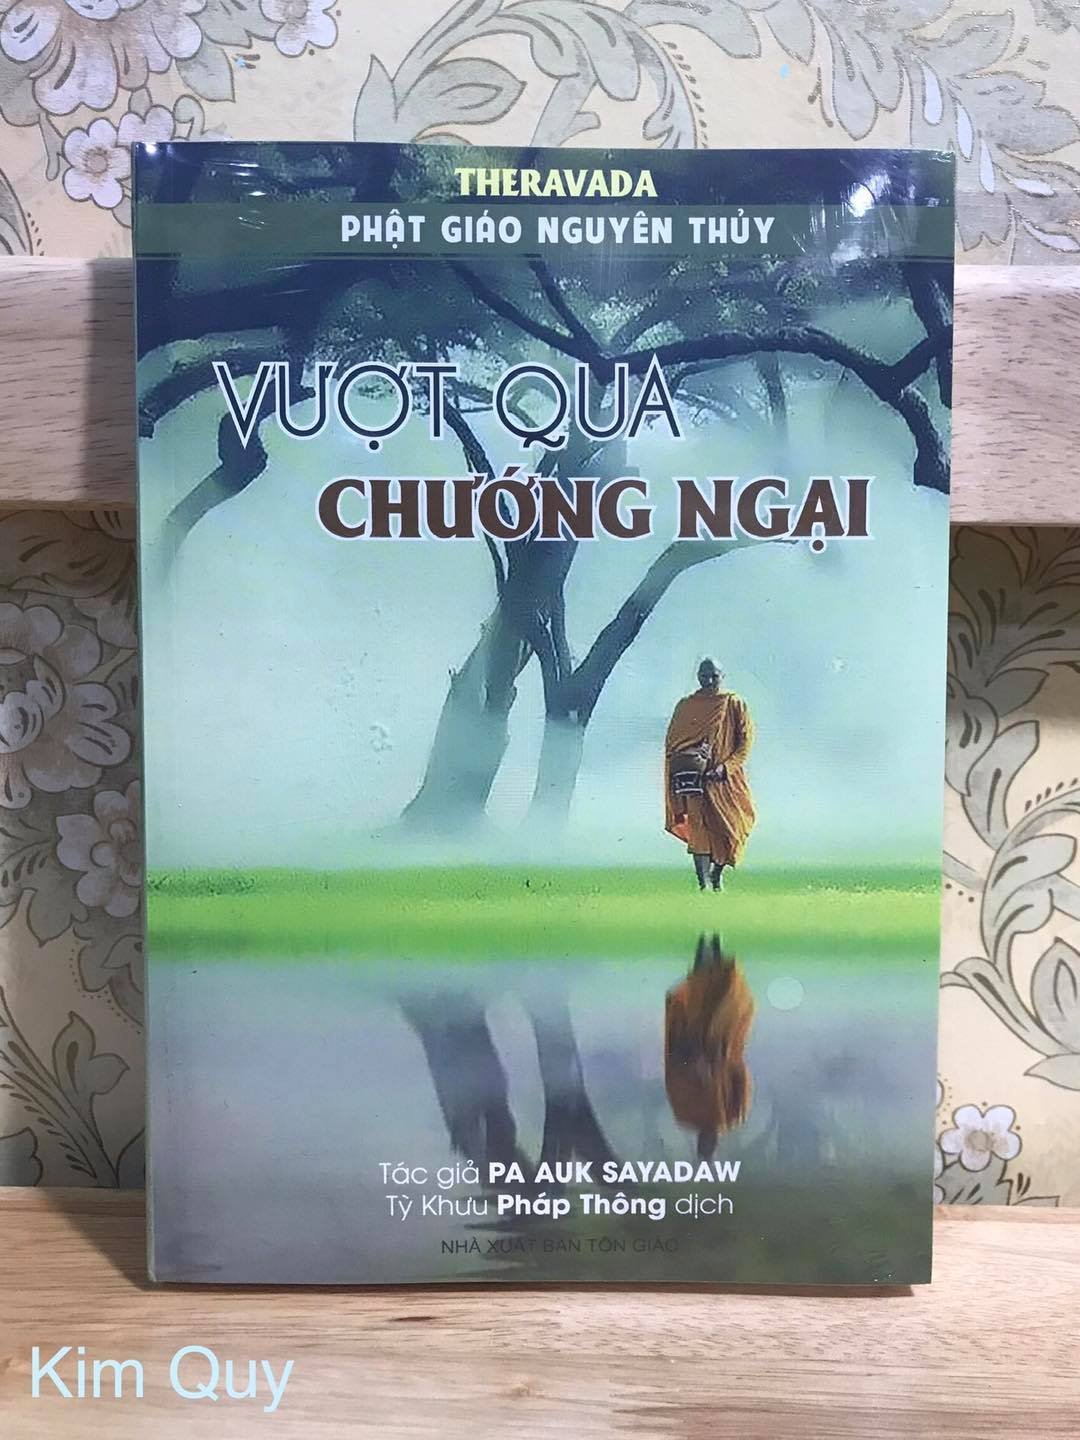 THERAVADA
PHẬT GIÁO NGUYÊN THỦY
VƯỢT QUA
CHƯỚNG NGẠI
Tác giả PA AUK SAYADAW
Tỳ Khưu Pháp Thông dịch
NHÀ XUẤT BẢN TÔN GIÁO
Kim Quy